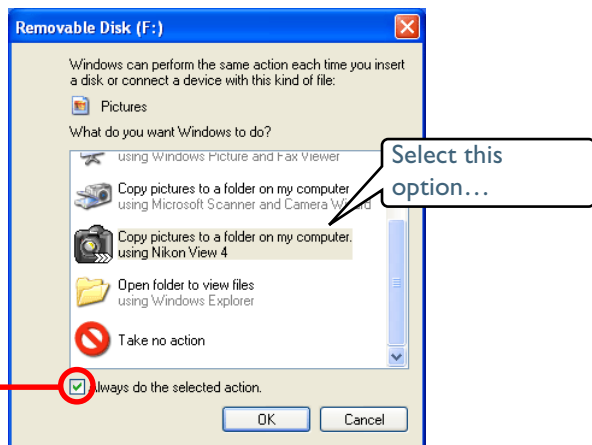 Removable Disk (F:)
Windows can perform the same action each time you insert
a disk or connect a device with this kind of file:
Pictures
What do you want Windows to do?
using Windows Picture and Fax Viewer
Select this
option…
Copy pictures to a folder on my computer
using Microsoft Scanner and Camera Wizard
Copy pictures to a folder on my computer.
using Nikon View 4
Open folder to view files
using Windows Explorer
Take no action
Always do the selected action.
OK
Cancel